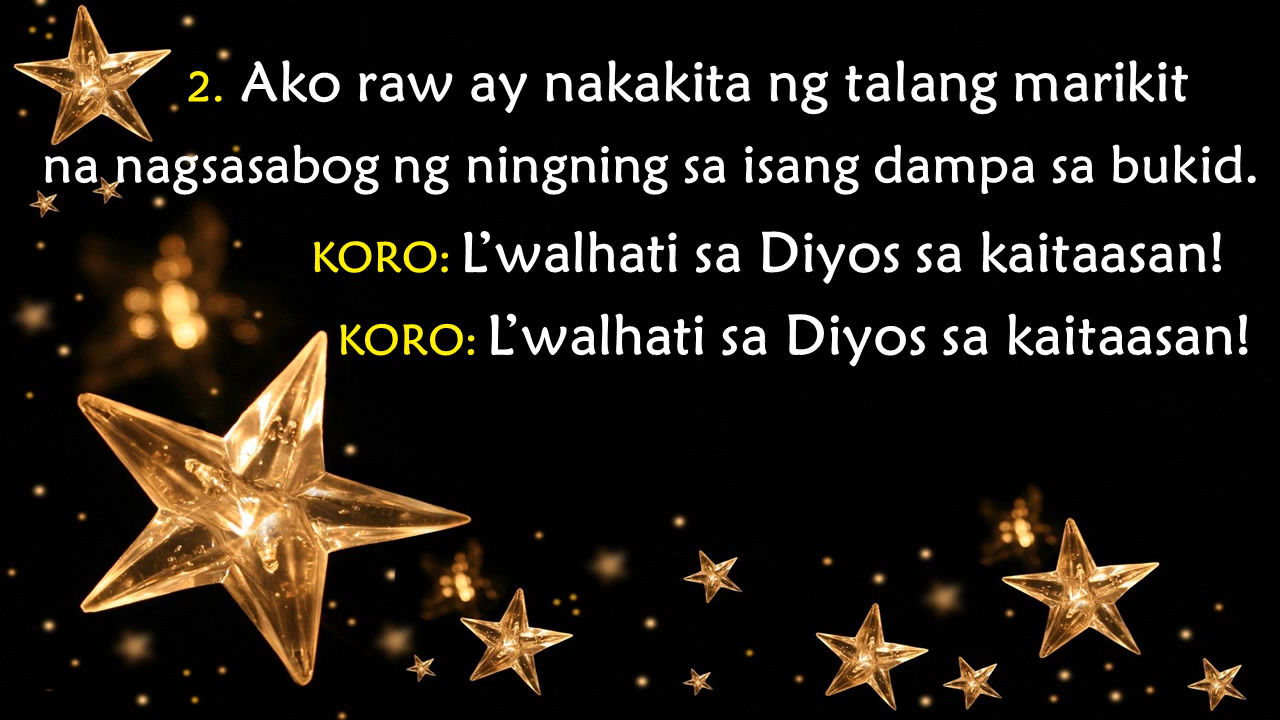 2. Ako raw ay nakakita ng talang marikit
na nagsasabog ng ningning sa isang dampa sa bukid.
KORO: L’walhati sa Diyos sa kaitaasan!
KORO: L’walhati sa Diyos sa kaitaasan!